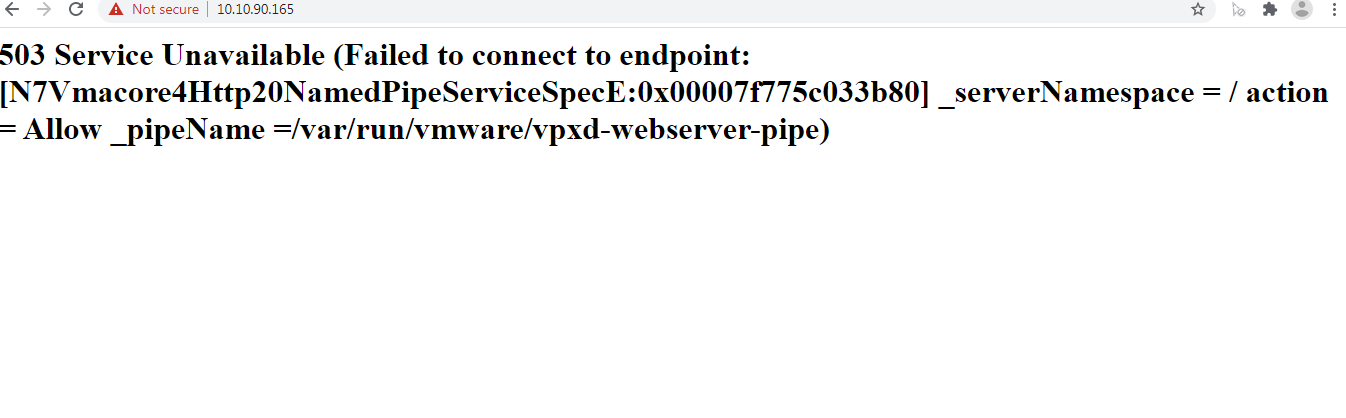 Not secure | 10.10.90.165
503 Service Unavailable (Failed to connect to endpoint:
[N7Vmacore4Http20NamedPipeServiceSpecE:0x00007f775c033b80] _serverNamespace = / action
= Allow _pipeName =/var/run/vmware/vpxd-webserver-pipe)